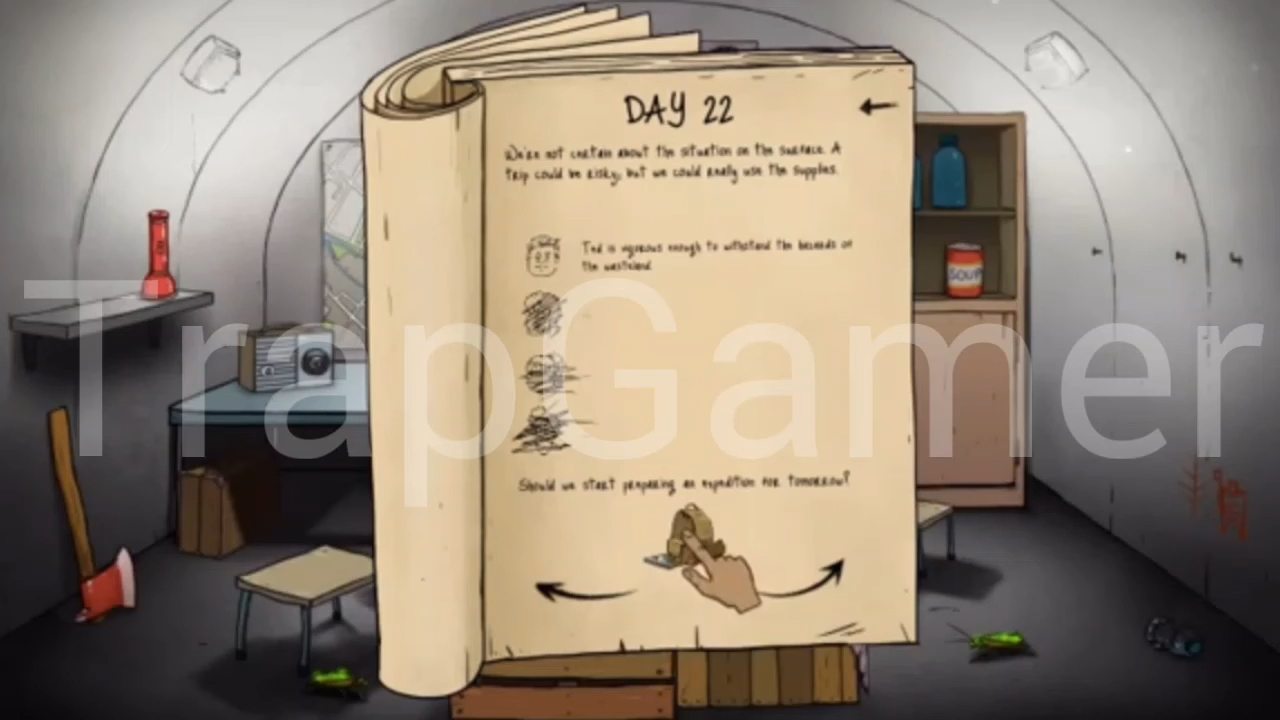 DAY 22
We're not certain about the situation on the surface. A
trip could be risky, but we could really use the supplies.
Ted is vigorous enough to withstand the hazards of
the wasteland.
SOUP
TrapGamer
Should we start preparing an expedition for tomorrow?